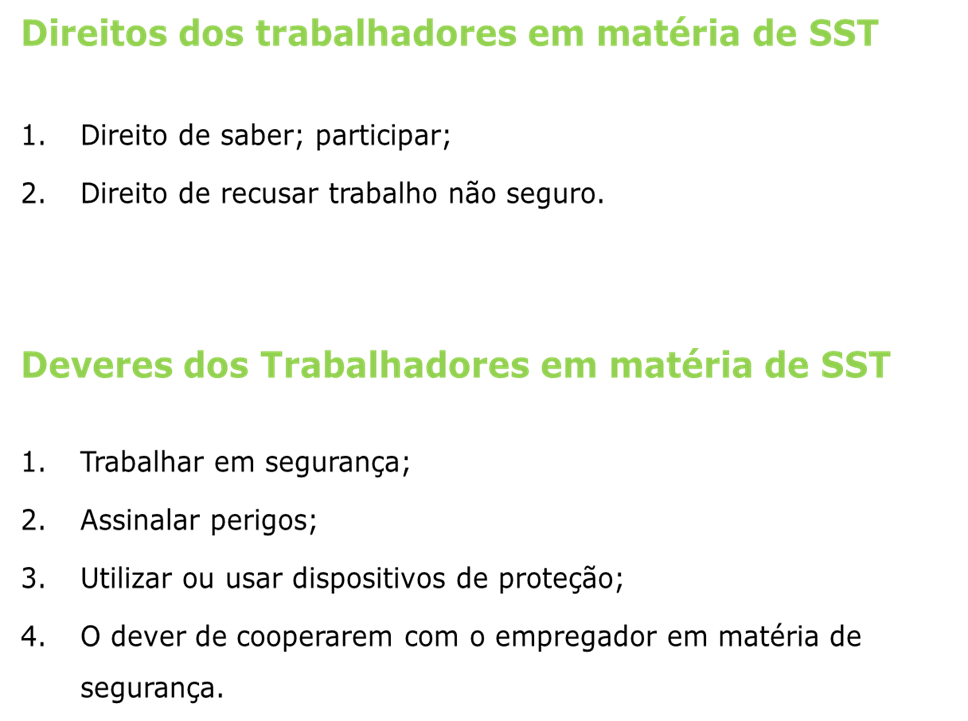 Direitos dos trabalhadores em matéria de SST
1. Direito de saber; participar;
2. Direito de recusar trabalho não seguro.
Deveres dos Trabalhadores em matéria de SST
1. Trabalhar em segurança;
2. Assinalar perigos;
3. Utilizar ou usar dispositivos de proteção;
4. O dever de cooperarem com o empregador em matéria de
segurança.